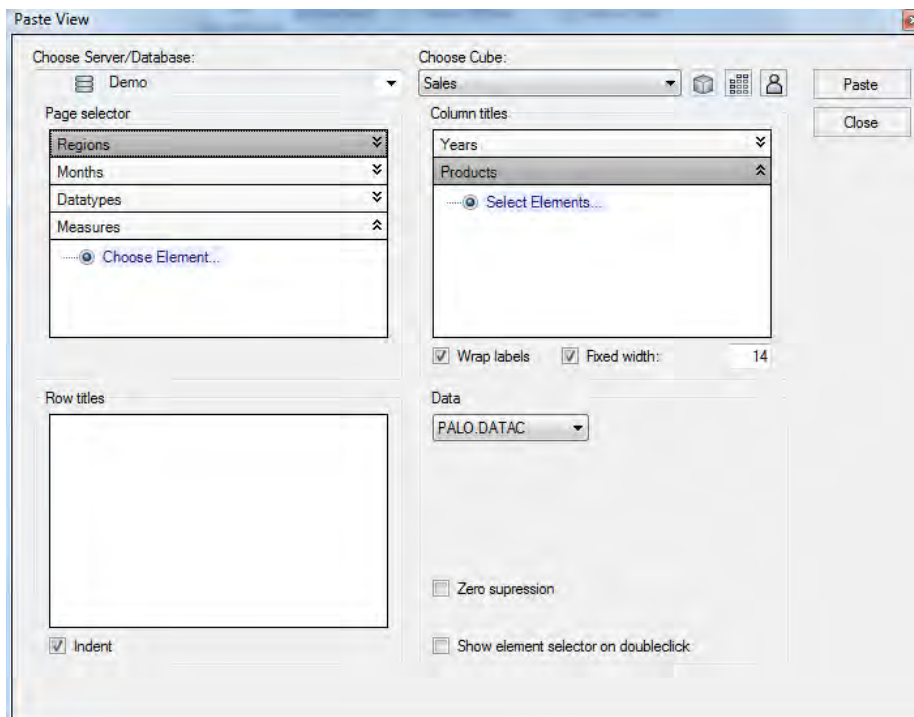 Paste View
Choose Server/Database:
Demo
Choose Cube:
Sales
Paste
Close
Page selector
Regions
Months
Datatypes
Measures
Choose Element...
Column titles
Years
Products
Select Elements...
Wrap labels
Fixed width:
14
Row titles
Indent
Data
PALO.DATAC
Zero supression
Show element selector on doubleclick